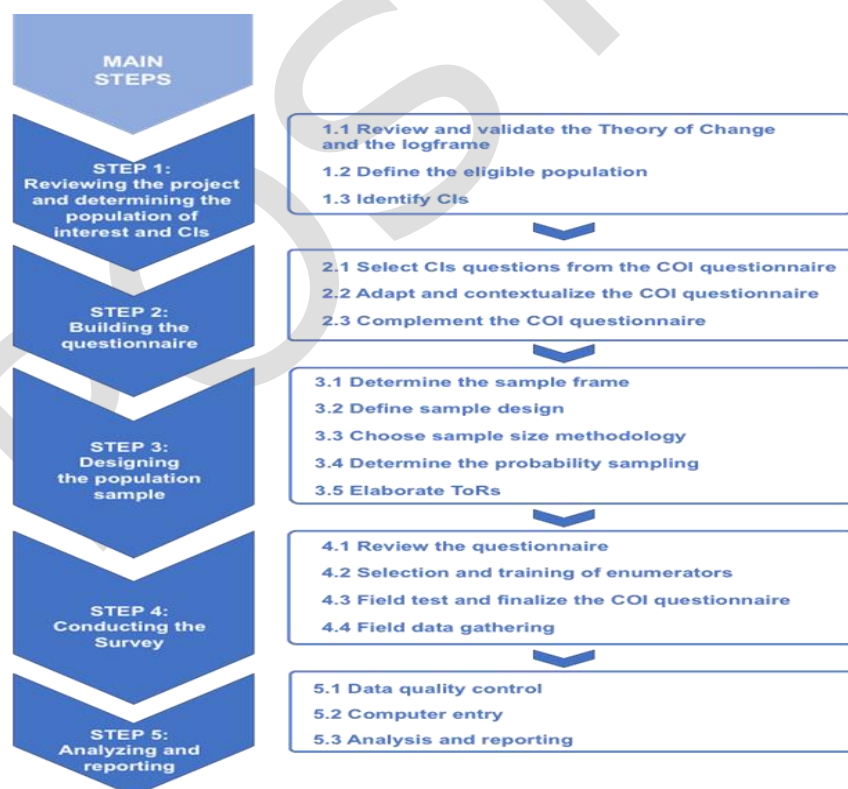 MAIN
STEPS
STEP 1:
Reviewing the project
and determining the
population of
interest and CIs
1.1 Review and validate the Theory of Change
and the logframe
1.2 Define the eligible population
1.3 Identify CIs
STEP 2:
Building the
questionnaire
2.1 Select CIs questions from the COI questionnaire
2.2 Adapt and contextualize the COI questionnaire
2.3 Complement the COI questionnaire
STEP 3:
Designing
the population
sample
3.1 Determine the sample frame
3.2 Define sample design
3.3 Choose sample size methodology
3.4 Determine the probability sampling
3.5 Elaborate ToRs
STEP 4:
Conducting the
Survey
4.1 Review the questionnaire
4.2 Selection and training of enumerators
4.3 Field test and finalize the COI questionnaire
4.4 Field data gathering
STEP 5:
Analyzing and
reporting
5.1 Data quality control
5.2 Computer entry
5.3 Analysis and reporting